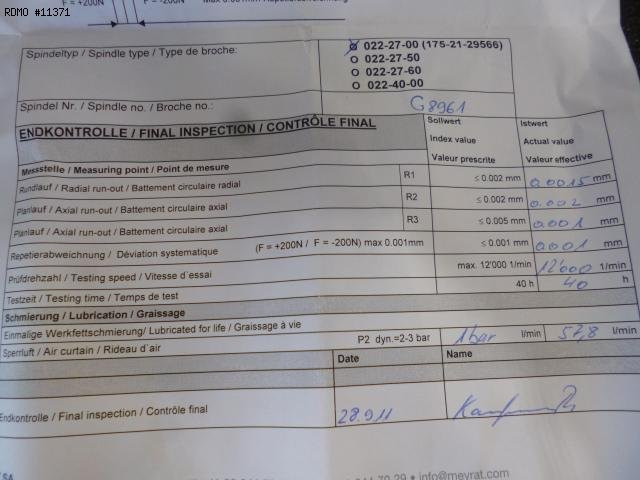 RDMO #11371
F = +200N
Spindeltyp / Spindle type / Type de broche:
022-27-00 (175-21-29566)
O 022-27-50
O 022-27-60
O 022-40-00
Spindel Nr. / Spindle no. / Broche no.: G8961
ENDKONTROLLE / FINAL INSPECTION / CONTRÔLE FINAL
Sollwert Istwert
Index value Actual value
Messstelle / Measuring point / Point de mesure Valeur prescrite Valeur effective
Rundlauf / Radial run-out / Battement circulaire radial R1 ≤ 0.002 mm 0.0015 mm
Planlauf / Axial run-out / Battement circulaire axial R2 ≤ 0.002 mm 0.002 mm
Planlauf / Axial run-out / Battement circulaire axial R3 ≤ 0.005 mm 0.001 mm
Repetierabweichnung / Déviation systematique (F = +200N / F = -200N) max 0.001mm ≤ 0.001 mm 0.001 mm
Prüfdrehzahl / Testing speed / Vitesse d´essai max. 12'000 1/min 12'000 1/min
Testzeit / Testing time / Temps de test 40 h 40 h
Schmierung / Lubrication / Graissage
Einmalige Werkfettschmierung / Lubricated for life / Graissage à vie
Sperrluft / Air curtain / Rideau d´air P2 dyn.=2-3 bar 1 bar l/min 57,8 l/min
Date Name
Endkontrolle / Final inspection / Contrôle final 28.9.11
info@meyrat.com